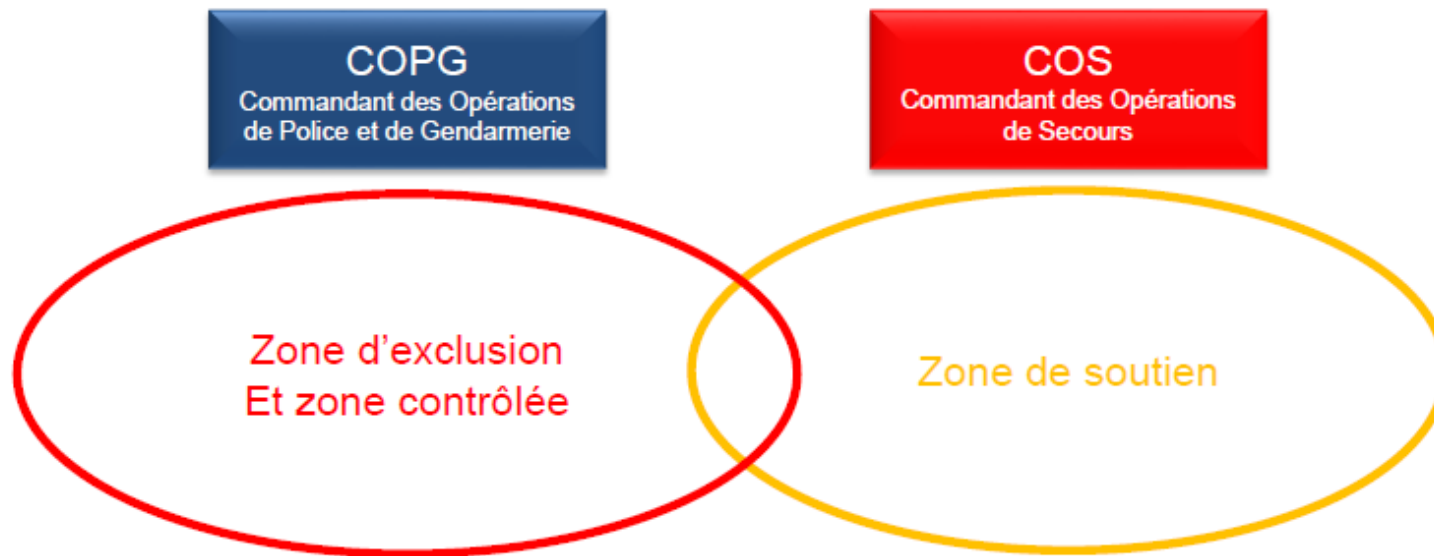 COPG
Commandant des Opérations
de Police et de Gendarmerie
COS
Commandant des Opérations
de Secours
Zone d'exclusion
Et zone contrôlée
Zone de soutien